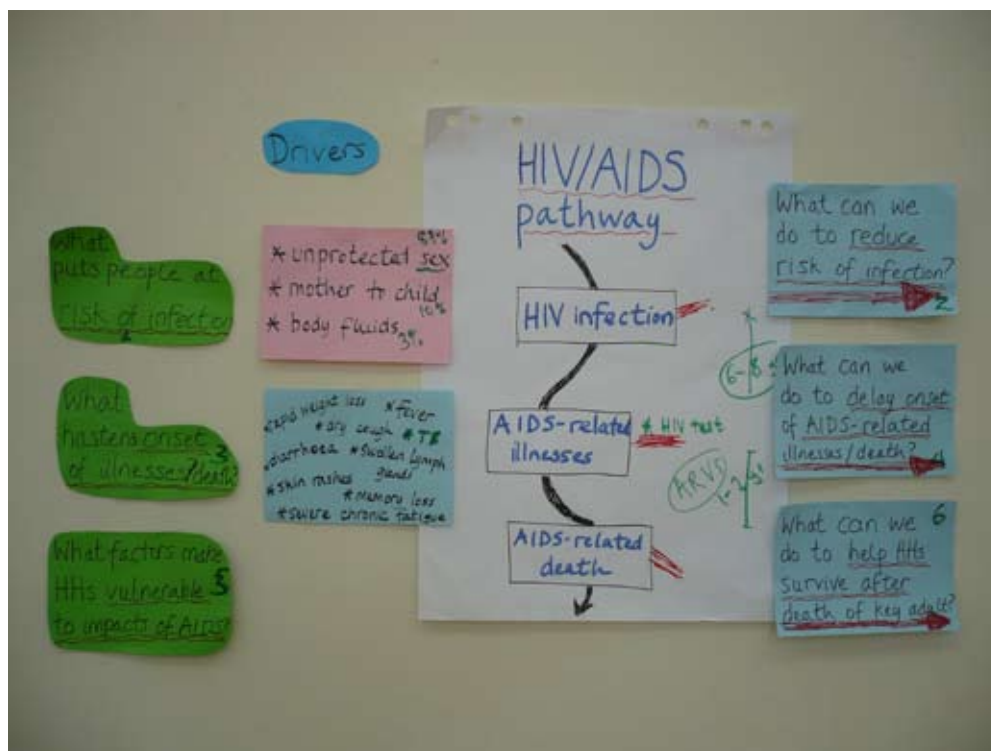 Drivers
HIV/AIDS
pathway
What
puts people at
risk of infection
* unprotected sex
* mother to child
10%
* body fluids
3%
HIV infection
What can we
do to reduce
risk of infection?
2
6-8
What
hastens onset
3
of illnesses/death?
Rapid weight loss
* fever
* dry cough
* TB
* diarrhoea
* Swollen lymph
glands
* skin rashes
* memory loss
* severe chronic fatigue
AIDS-related
illnesses
* HIV test
What can we
do to delay onset
of AIDS-related
illnesses/death?
4
ARVs
What factors make
HHs vulnerable
5
to impacts of AIDS?
AIDS-related
death
What can we
6
do to help HHs
survive after
death of key adult?